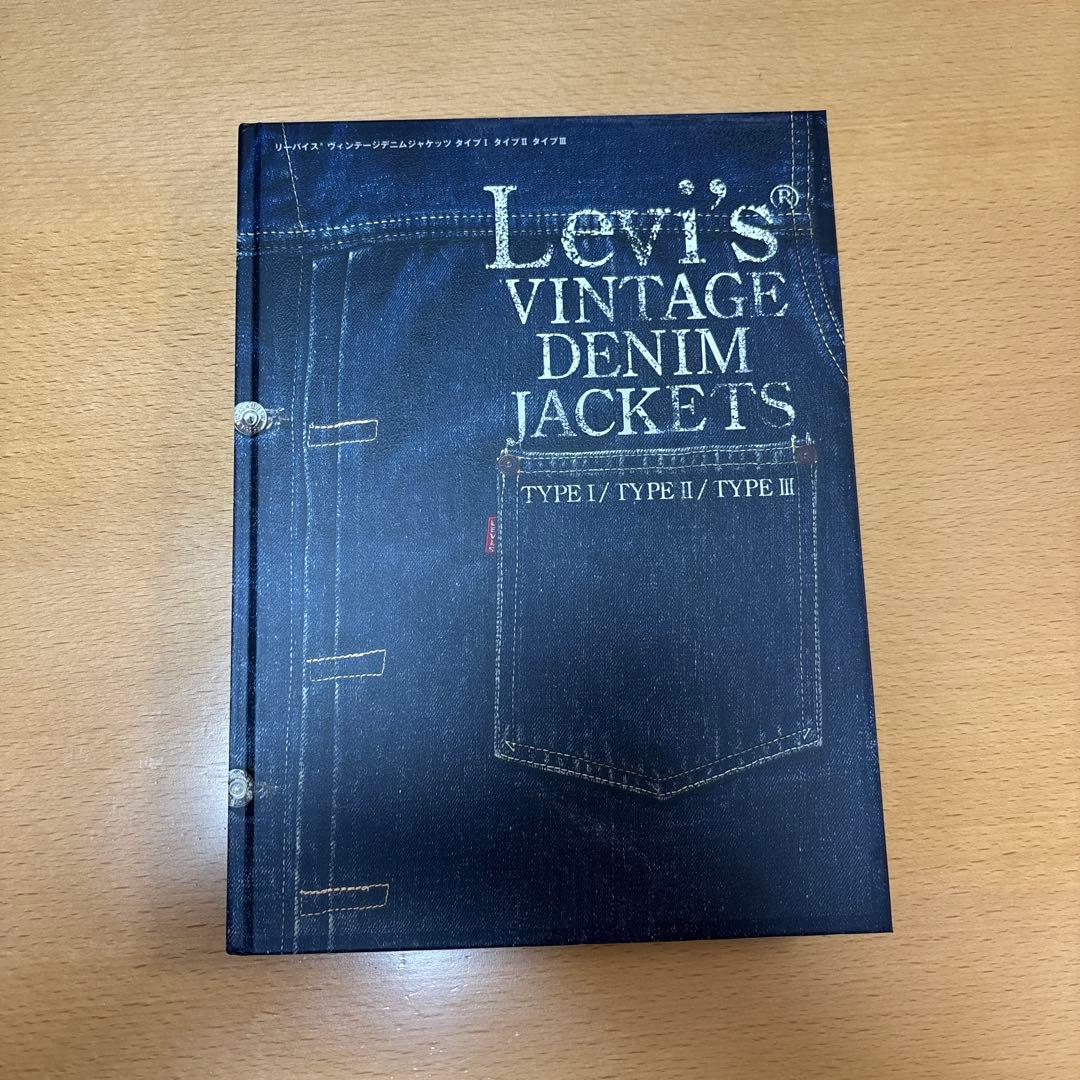 リーバイス® ヴィンテージデニムジャケッツ タイプⅠ タイプⅡ タイプⅢ
Levi's®
VINTAGE
DENIM
JACKETS
TYPE Ⅰ/ TYPE Ⅱ/ TYPE Ⅲ
LEVI'S